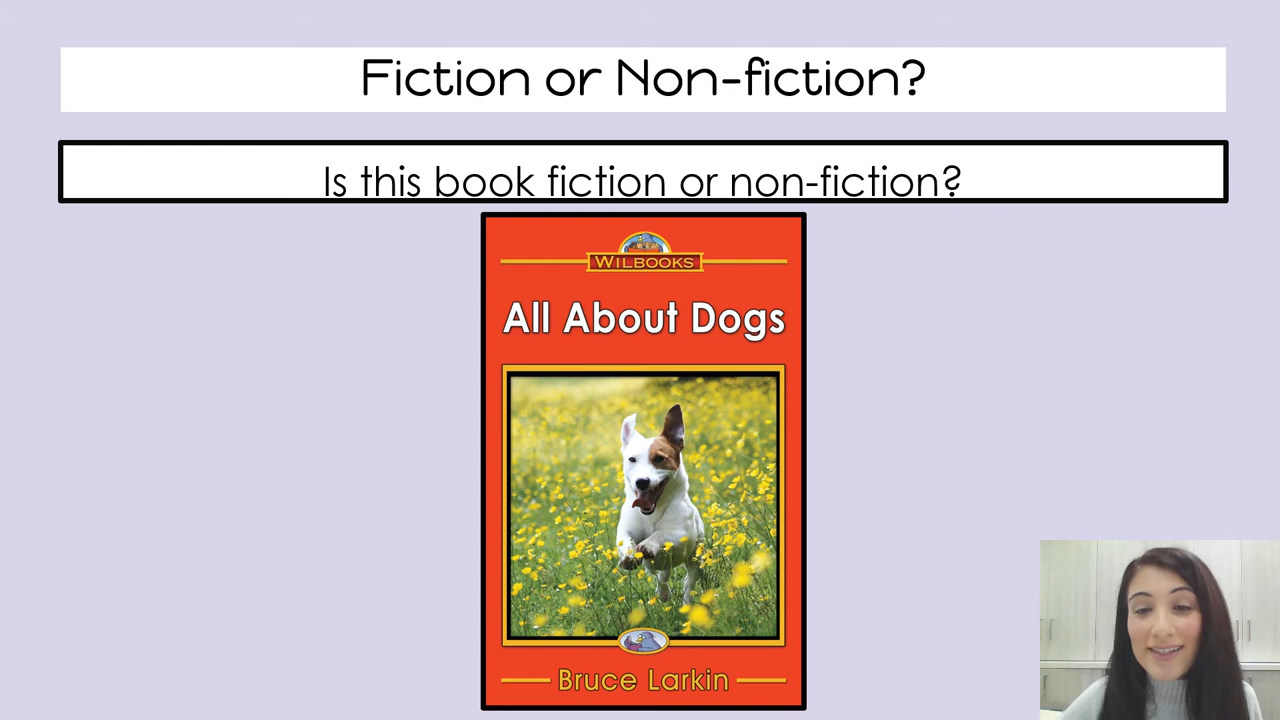 Fiction or Non-fiction?
Is this book fiction or non-fiction?
WILBOOKS
All About Dogs
Bruce Larkin